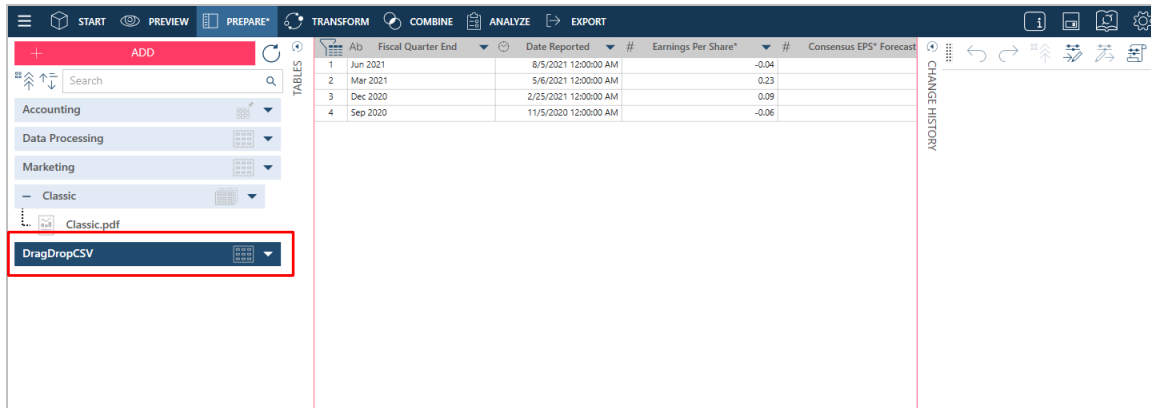 START PREVIEW PREPARE* TRANSFORM COMBINE ANALYZE EXPORT i
+ ADD
Search
Accounting
Data Processing
Marketing
− Classic
Classic.pdf
DragDropCSV
TABLES
Ab Fiscal Quarter End Date Reported # Earnings Per Share* # Consensus EPS* Forecast
1 Jun 2021 8/5/2021 12:00:00 AM -0.04
2 Mar 2021 5/6/2021 12:00:00 AM 0.23
3 Dec 2020 2/25/2021 12:00:00 AM 0.09
4 Sep 2020 11/5/2020 12:00:00 AM -0.06
CHANGE HISTORY